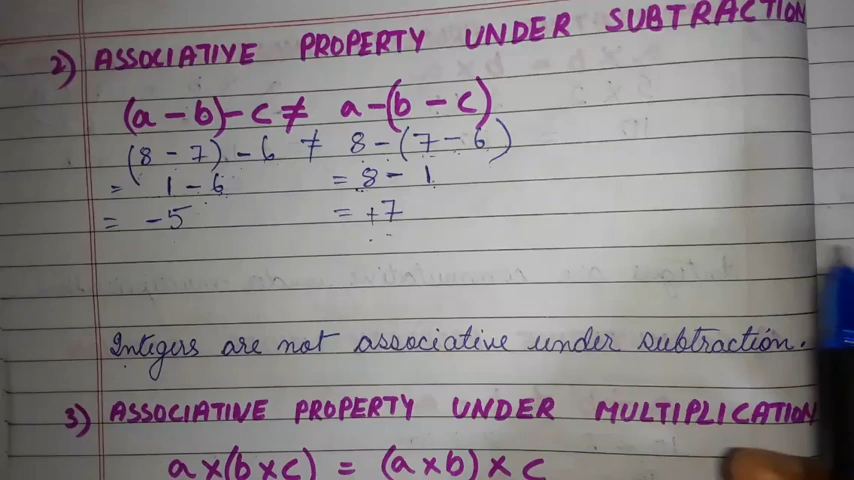 2) ASSOCIATIVE PROPERTY UNDER SUBTRACTION
(a - b) - c ≠ a - (b - c)
(8 - 7) - 6 ≠ 8 - (7 - 6)
= 1 - 6 = 8 - 1
= -5 = +7
Integers are not associative under subtraction.
3) ASSOCIATIVE PROPERTY UNDER MULTIPLICATION
a × (b × c) = (a × b) × c